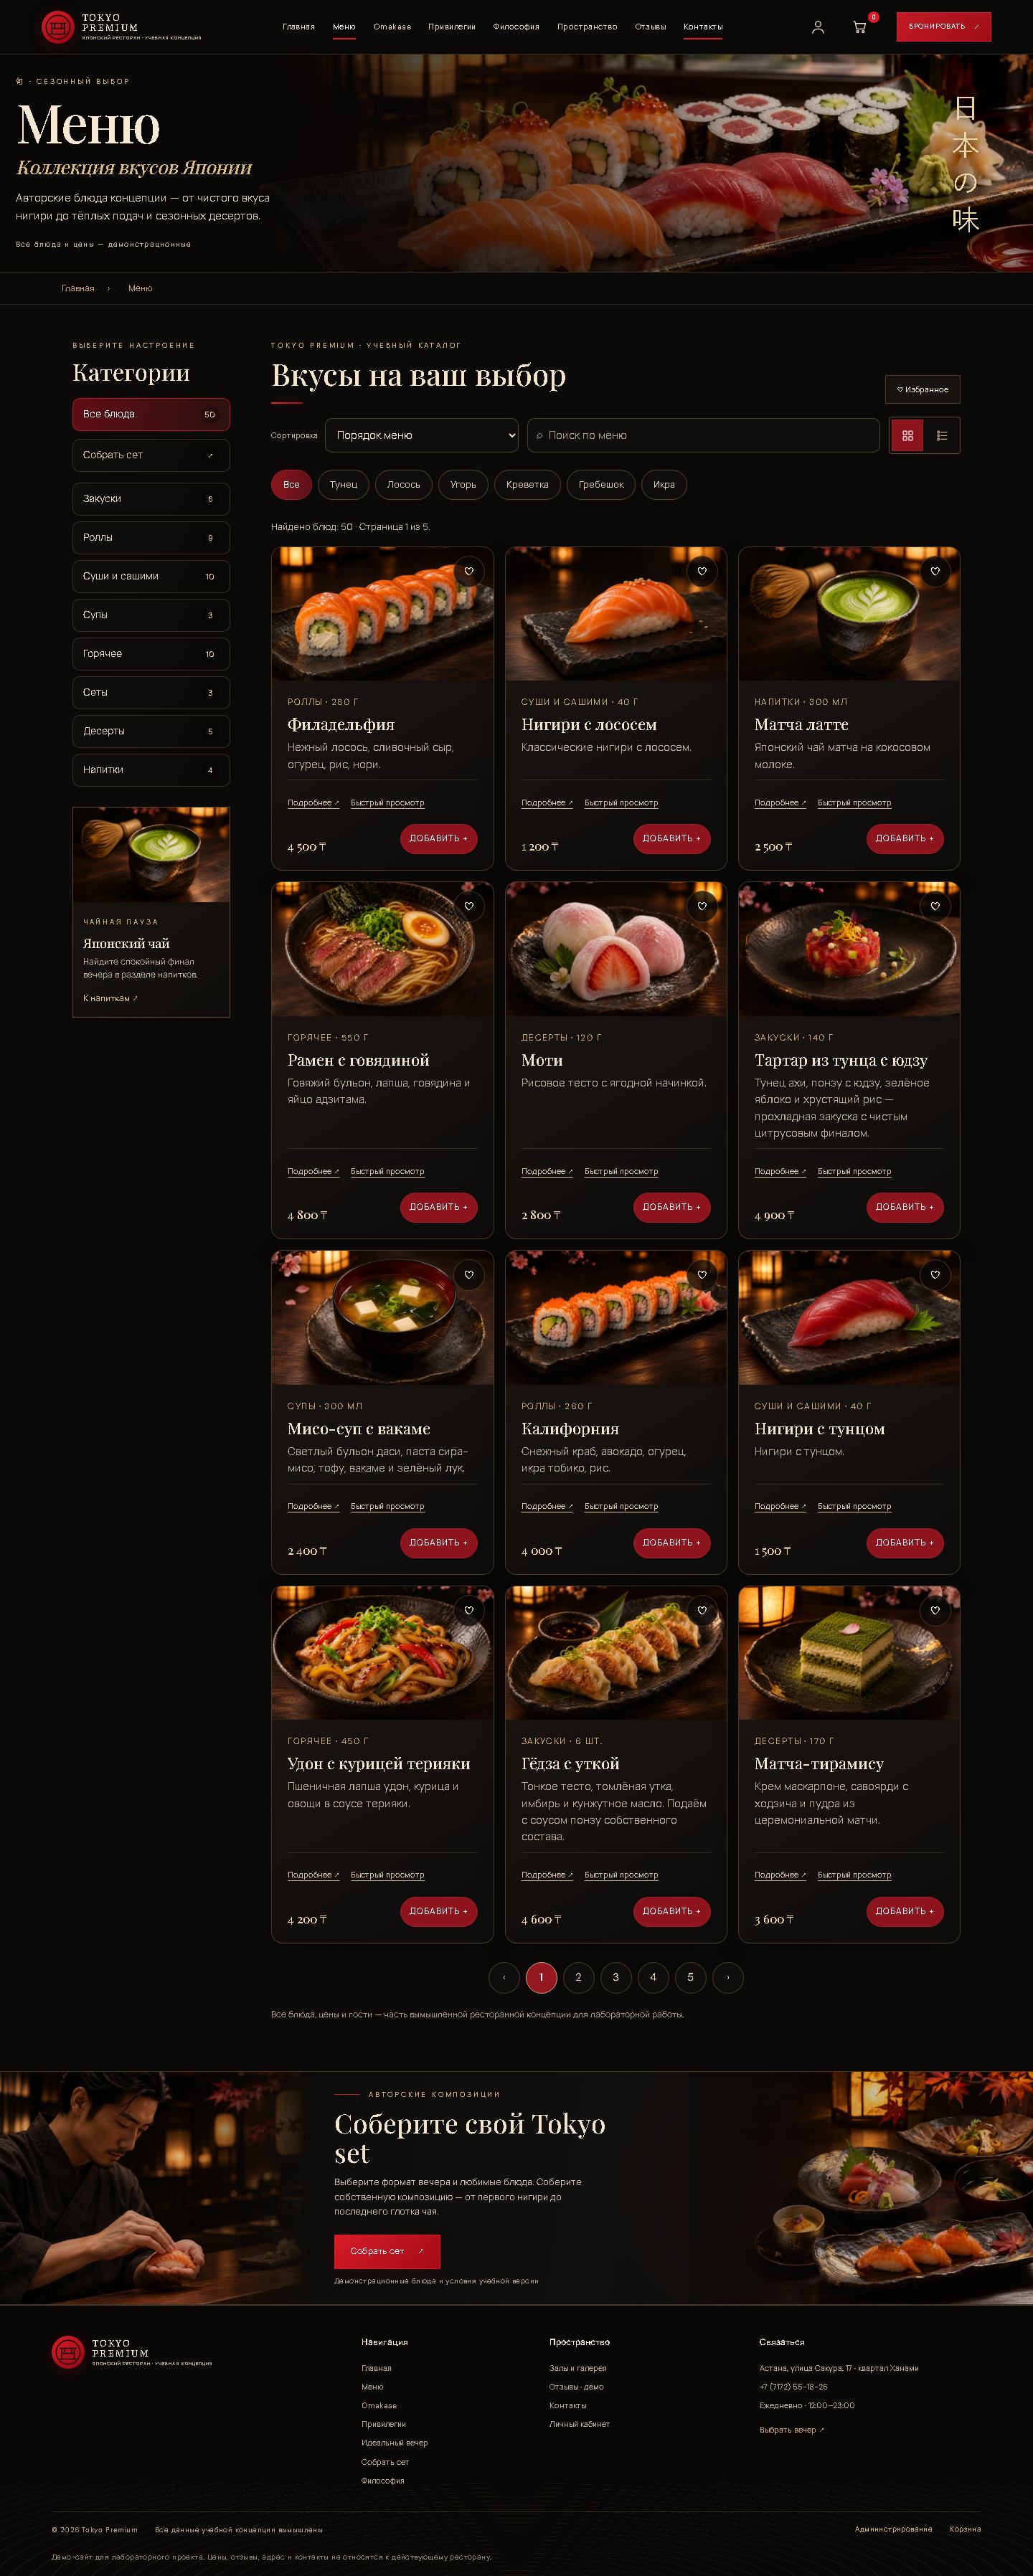 TOKYO
PREMIUM
ЯПОНСКИЙ РЕСТОРАН · УЧЕБНАЯ КОНЦЕПЦИЯ
Главная
Меню
Omakase
Привилегии
Философия
Пространство
Отзывы
Контакты
0
БРОНИРОВАТЬ ↗
旬 · СЕЗОННЫЙ ВЫБОР
Меню
Коллекция вкусов Японии
Авторские блюда концепции — от чистого вкуса
нигири до тёплых подач и сезонных десертов.
Все блюда и цены — демонстрационные
日本の味
Главная › Меню
ВЫБЕРИТЕ НАСТРОЕНИЕ
Категории
Все блюда 50
Собрать сет ↗
Закуски 6
Роллы 9
Суши и сашими 10
Супы 3
Горячее 10
Сеты 3
Десерты 5
Напитки 4
ЧАЙНАЯ ПАУЗА
Японский чай
Найдите спокойный финал
вечера в разделе напитков.
К напиткам ↗
TOKYO PREMIUM · УЧЕБНЫЙ КАТАЛОГ
Вкусы на ваш выбор
♡ Избранное
Сортировка
Порядок меню
⌕ Поиск по меню
Все
Тунец
Лосось
Угорь
Креветка
Гребешок
Икра
Найдено блюд: 50 · Страница 1 из 5.
РОЛЛЫ · 280 Г
Филадельфия
Нежный лосось, сливочный сыр,
огурец, рис, нори.
Подробнее ↗ Быстрый просмотр
4 500 ₸ ДОБАВИТЬ +
СУШИ И САШИМИ · 40 Г
Нигири с лососем
Классические нигири с лососем.
Подробнее ↗ Быстрый просмотр
1 200 ₸ ДОБАВИТЬ +
НАПИТКИ · 300 МЛ
Матча латте
Японский чай матча на кокосовом
молоке.
Подробнее ↗ Быстрый просмотр
2 500 ₸ ДОБАВИТЬ +
ГОРЯЧЕЕ · 550 Г
Рамен с говядиной
Говяжий бульон, лапша, говядина и
яйцо адзитама.
Подробнее ↗ Быстрый просмотр
4 800 ₸ ДОБАВИТЬ +
ДЕСЕРТЫ · 120 Г
Моти
Рисовое тесто с ягодной начинкой.
Подробнее ↗ Быстрый просмотр
2 800 ₸ ДОБАВИТЬ +
ЗАКУСКИ · 140 Г
Тартар из тунца с юдзу
Тунец ахи, понзу с юдзу, зелёное
яблоко и хрустящий рис —
прохладная закуска с чистым
цитрусовым финалом.
Подробнее ↗ Быстрый просмотр
4 900 ₸ ДОБАВИТЬ +
СУПЫ · 300 МЛ
Мисо-суп с вакаме
Светлый бульон даси, паста сира-
мисо, тофу, вакаме и зелёный лук.
Подробнее ↗ Быстрый просмотр
2 400 ₸ ДОБАВИТЬ +
РОЛЛЫ · 260 Г
Калифорния
Снежный краб, авокадо, огурец,
икра тобико, рис.
Подробнее ↗ Быстрый просмотр
4 000 ₸ ДОБАВИТЬ +
СУШИ И САШИМИ · 40 Г
Нигири с тунцом
Нигири с тунцом.
Подробнее ↗ Быстрый просмотр
1 500 ₸ ДОБАВИТЬ +
ГОРЯЧЕЕ · 450 Г
Удон с курицей терияки
Пшеничная лапша удон, курица и
овощи в соусе терияки.
Подробнее ↗ Быстрый просмотр
4 200 ₸ ДОБАВИТЬ +
ЗАКУСКИ · 6 ШТ.
Гёдза с уткой
Тонкое тесто, томлёная утка,
имбирь и кунжутное масло. Подаём
с соусом понзу собственного
состава.
Подробнее ↗ Быстрый просмотр
4 600 ₸ ДОБАВИТЬ +
ДЕСЕРТЫ · 170 Г
Матча-тирамису
Крем маскарпоне, савоярди с
ходзича и пудра из
церемониальной матчи.
Подробнее ↗ Быстрый просмотр
3 600 ₸ ДОБАВИТЬ +
‹ 1 2 3 4 5 ›
Все блюда, цены и гости — часть вымышленной ресторанной концепции для лабораторной работы.
АВТОРСКИЕ КОМПОЗИЦИИ
Соберите свой Tokyo
set
Выберите формат вечера и любимые блюда. Соберите
собственную композицию — от первого нигири до
последнего глотка чая.
Собрать сет ↗
Демонстрационные блюда и условия учебной версии
TOKYO
PREMIUM
ЯПОНСКИЙ РЕСТОРАН · УЧЕБНАЯ КОНЦЕПЦИЯ
Навигация
Главная
Меню
Omakase
Привилегии
Идеальный вечер
Собрать сет
Философия
Пространство
Залы и галерея
Отзывы · демо
Контакты
Личный кабинет
Связаться
Астана, улица Сакура, 17 · квартал Ханами
+7 (7172) 55-18-26
Ежедневно · 12:00–23:00
Выбрать вечер ↗
© 2026 Tokyo Premium
Все данные учебной концепции вымышлены
Администрирование
Корзина
Демо-сайт для лабораторного проекта. Цены, отзывы, адрес и контакты не относятся к действующему ресторану.